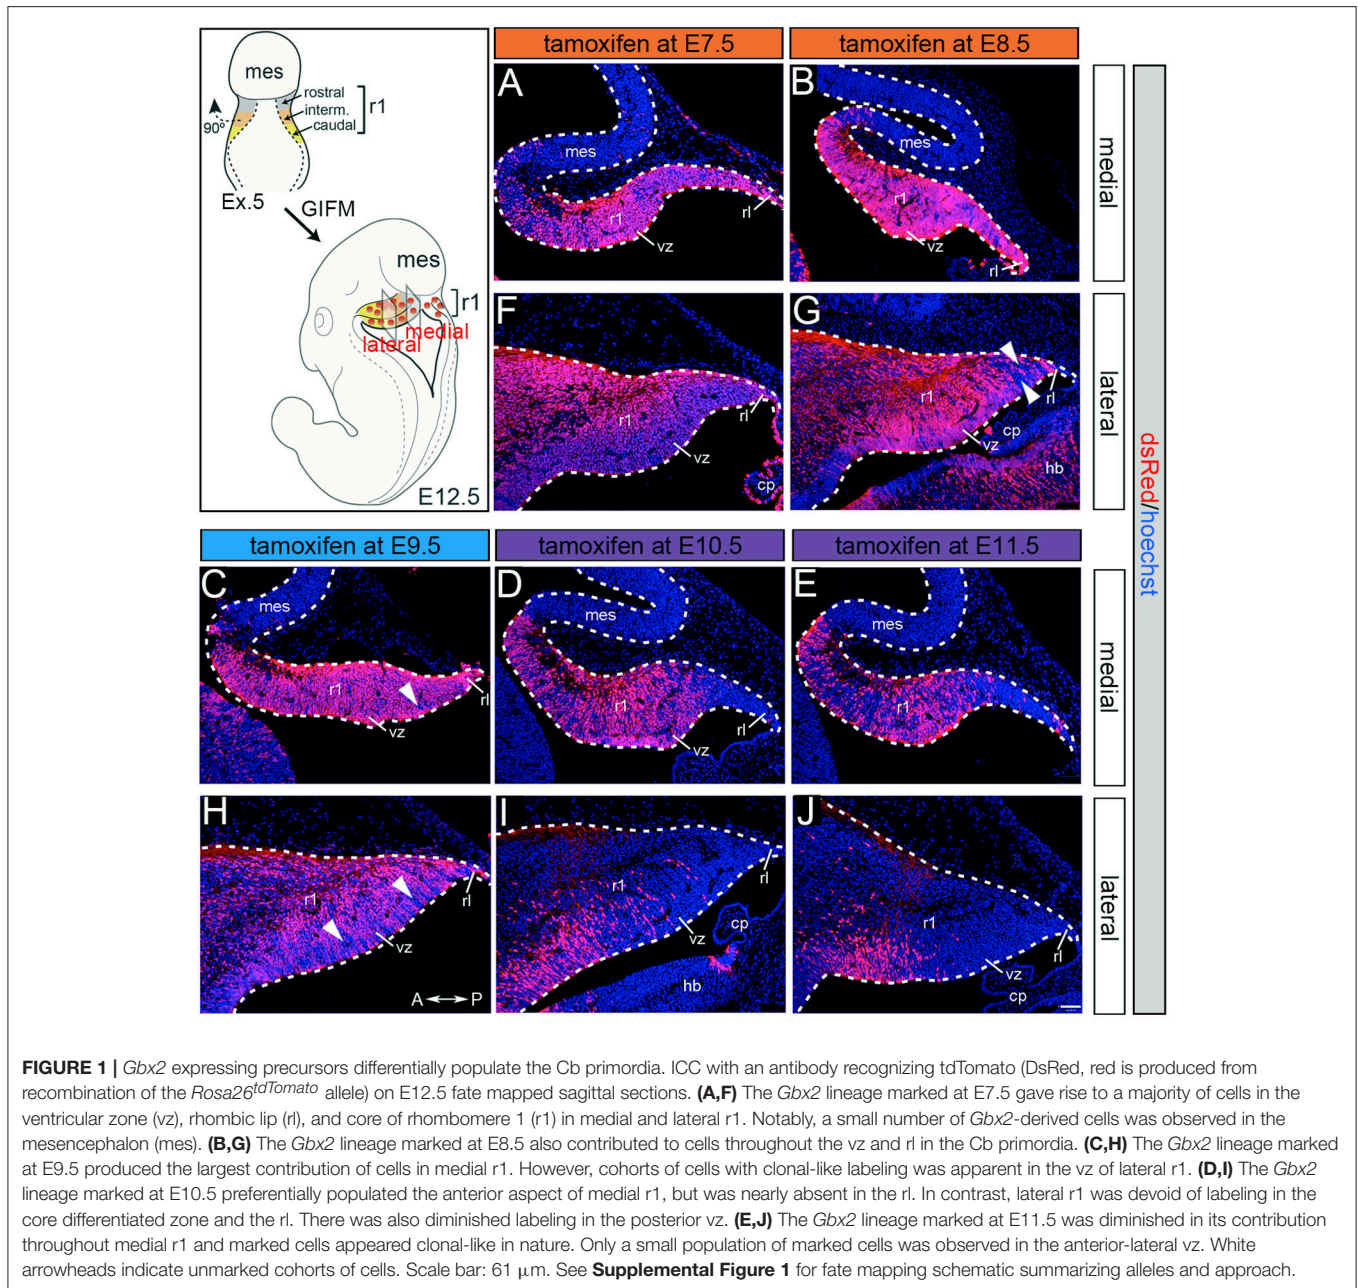 mes
rostral
interm.
caudal
r1
90°
Ex.5
GIFM
mes
r1
medial
lateral
E12.5
tamoxifen at E7.5
tamoxifen at E8.5
A
mes
r1
vz
rl
B
mes
r1
vz
rl
medial
F
r1
vz
rl
cp
G
r1
vz
rl
cp
hb
lateral
dsRed/hoechst
tamoxifen at E9.5
tamoxifen at E10.5
tamoxifen at E11.5
C
mes
r1
vz
rl
D
mes
r1
vz
rl
E
mes
r1
medial
H
r1
vz
rl
A P
I
r1
vz
rl
cp
hb
J
r1
vz
rl
cp
lateral
FIGURE 1 | Gbx2 expressing precursors differentially populate the Cb primordia. ICC with an antibody recognizing tdTomato (DsRed, red is produced from
recombination of the Rosa26tdTomato allele) on E12.5 fate mapped sagittal sections. (A,F) The Gbx2 lineage marked at E7.5 gave rise to a majority of cells in the
ventricular zone (vz), rhombic lip (rl), and core of rhombomere 1 (r1) in medial and lateral r1. Notably, a small number of Gbx2-derived cells was observed in the
mesencephalon (mes). (B,G) The Gbx2 lineage marked at E8.5 also contributed to cells throughout the vz and rl in the Cb primordia. (C,H) The Gbx2 lineage marked
at E9.5 produced the largest contribution of cells in medial r1. However, cohorts of cells with clonal-like labeling was apparent in the vz of lateral r1. (D,I) The Gbx2
lineage marked at E10.5 preferentially populated the anterior aspect of medial r1, but was nearly absent in the rl. In contrast, lateral r1 was devoid of labeling in the
core differentiated zone and the rl. There was also diminished labeling in the posterior vz. (E,J) The Gbx2 lineage marked at E11.5 was diminished in its contribution
throughout medial r1 and marked cells appeared clonal-like in nature. Only a small population of marked cells was observed in the anterior-lateral vz. White
arrowheads indicate unmarked cohorts of cells. Scale bar: 61 μm. See Supplemental Figure 1 for fate mapping schematic summarizing alleles and approach.